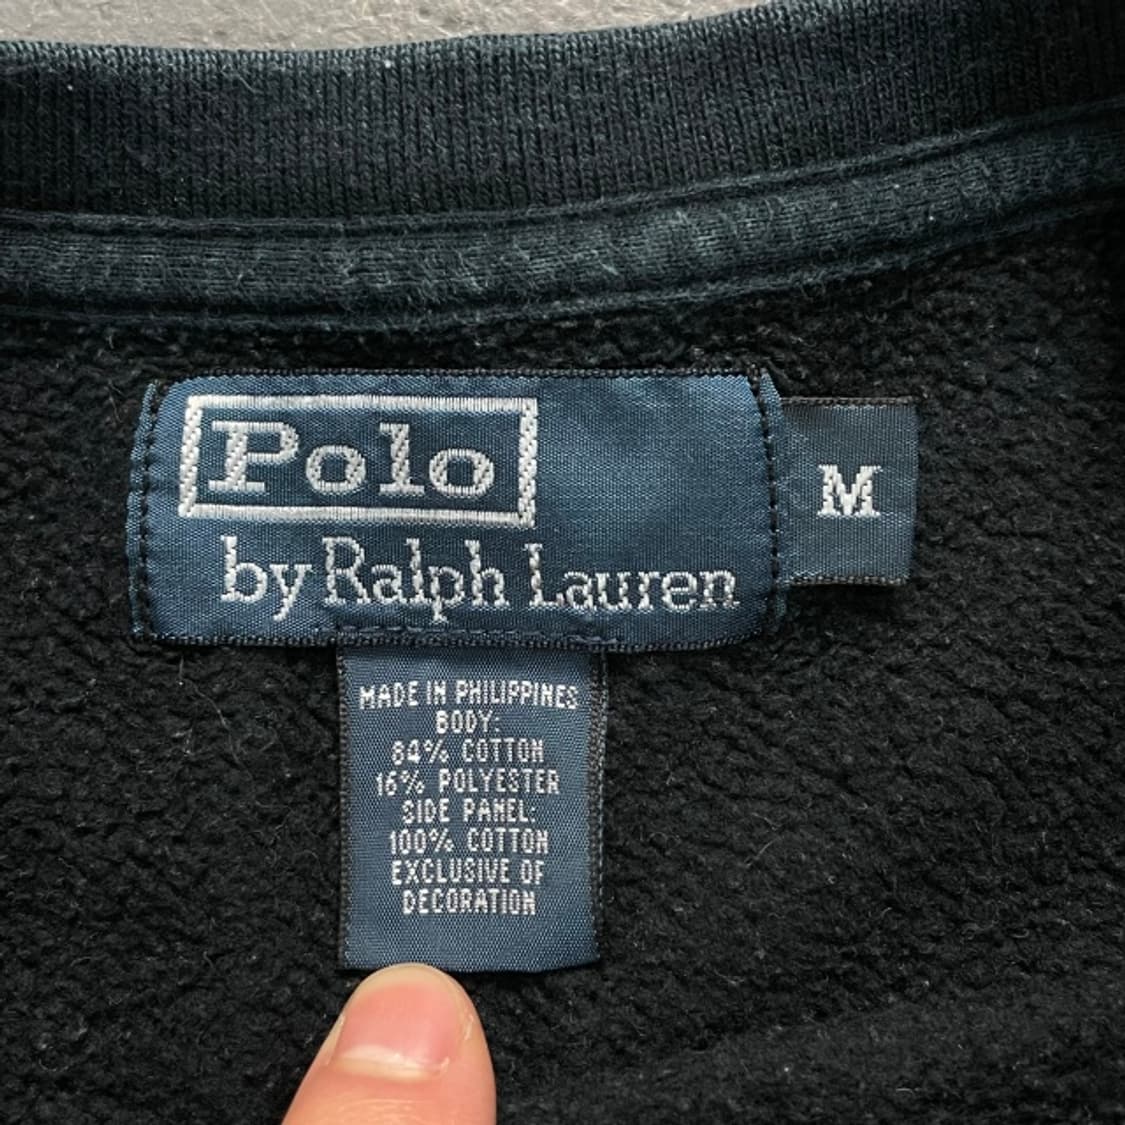 Polo
by Ralph Lauren
M
MADE IN PHILIPPINES
BODY:
84% COTTON
16% POLYESTER
SIDE PANEL:
100% COTTON
EXCLUSIVE OF
DECORATION